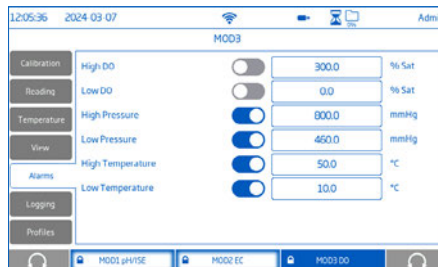 12:05:36 2024-03-07 0% Admi
MOD3
Calibration
Reading
Temperature
View
Alarms
Logging
Profiles
High DO 300.0 % Sat
Low DO 0.0 % Sat
High Pressure 800.0 mmHg
Low Pressure 460.0 mmHg
High Temperature 50.0 °C
Low Temperature 10.0 °C
MOD1 pH/ISE MOD2 EC MOD3 DO